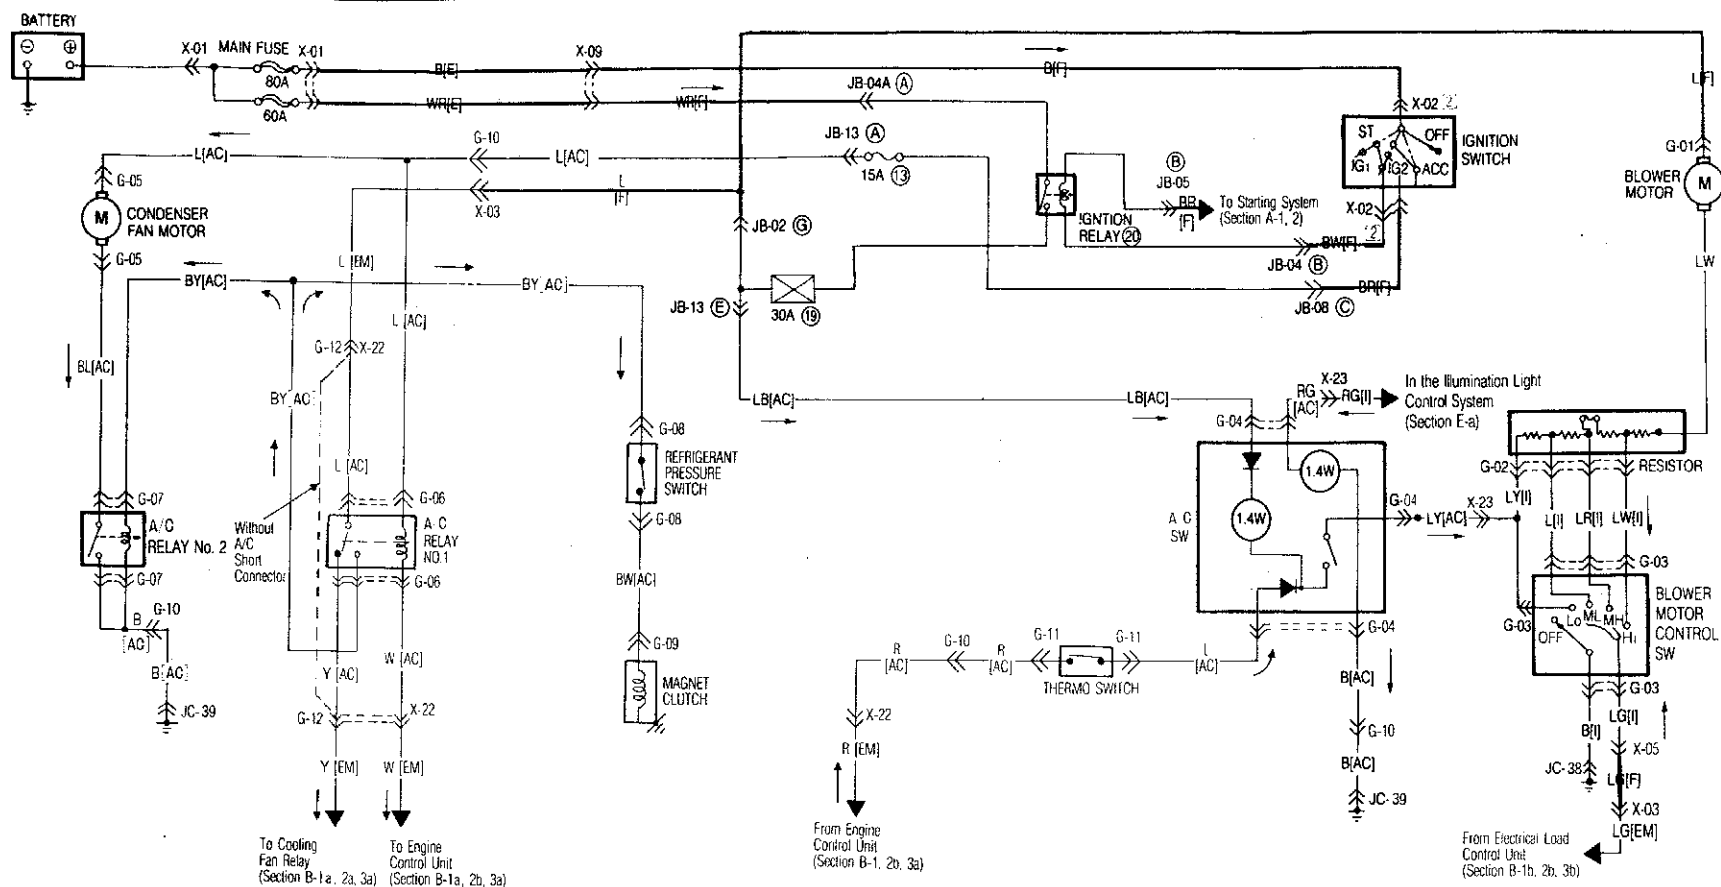 BATTERY
X-01
MAIN FUSE
X-01
80A
60A
B[E]
WR[E]
X-09
B[F]
WR[F]
JB-04A (A)
L[F]
X-02 [2]
ST
OFF
IG1
IG2
ACC
IGNITION
SWITCH
G-01
BLOWER
MOTOR
M
L[AC]
G-10
L[AC]
JB-13 (A)
15A (13)
L
[F]
X-03
G-05
M
CONDENSER
FAN MOTOR
G-05
JB-02 (G)
IGNTION
RELAY (20)
(B)
JB-05
BR
[F]
To Starting System
(Section A-1, 2)
X-02
[2]
BW[F]
JB-04 (B)
BR[F]
JB-08 (C)
LW
BY[AC]
L [EM]
BY[AC]
L [AC]
JB-13 (E)
30A (19)
G-12
X-22
BL[AC]
BY[AC]
LB[AC]
LB[AC]
RG
[AC]
X-23
RG[I]
In the Illumination Light
Control System
(Section E-a)
G-04
G-08
REFRIGERANT
PRESSURE
SWITCH
G-08
L [AC]
G-07
A/C
RELAY No. 2
G-07
Without
A/C
Short
Connector
G-06
A/C
RELAY
NO.1
G-06
1.4W
1.4W
A/C
SW
G-04
LY[AC]
X-23
G-02
RESISTOR
LY[I]
L[I]
LR[I]
LW[I]
G-03
BLOWER
MOTOR
CONTROL
SW
G-03
OFF
Lo
ML
MH
Hi
G-03
B
[AC]
G-10
B[AC]
JC-39
BW[AC]
G-09
MAGNET
CLUTCH
Y [AC]
W [AC]
G-12
X-22
Y [EM]
W [EM]
To Cooling
Fan Relay
(Section B-1a, 2a, 3a)
To Engine
Control Unit
(Section B-1a, 2b, 3a)
R
[AC]
G-10
R
[AC]
G-11
G-11
THERMO SWITCH
L
[AC]
G-04
X-22
R [EM]
From Engine
Control Unit
(Section B-1, 2b, 3a)
B[AC]
G-10
B[AC]
JC-39
B[I]
LG[I]
X-05
JC-38
LG[F]
X-03
LG[EM]
From Electrical Load
Control Unit
(Section B-1b, 2b, 3b)